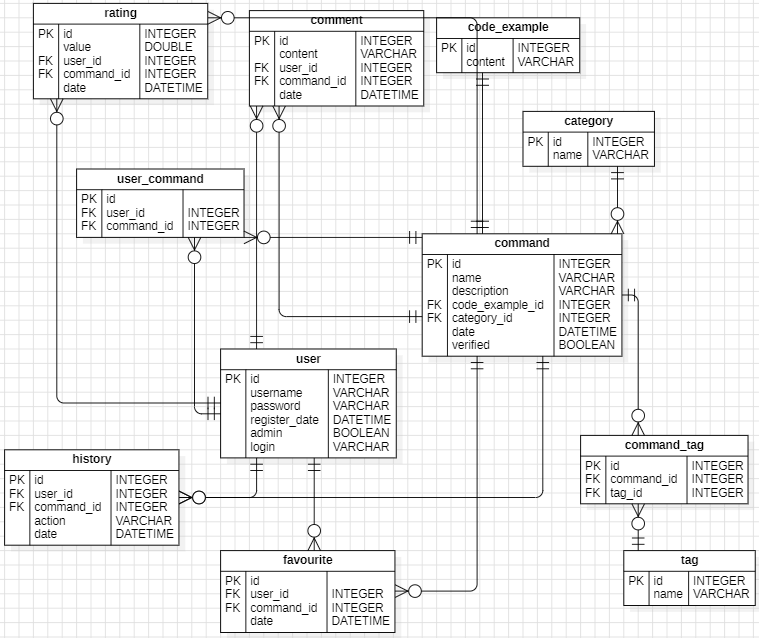 rating
PK id INTEGER
value DOUBLE
FK user_id INTEGER
FK command_id INTEGER
date DATETIME
comment
PK id INTEGER
content VARCHAR
FK user_id INTEGER
FK command_id INTEGER
date DATETIME
code_example
PK id INTEGER
content VARCHAR
category
PK id INTEGER
name VARCHAR
user_command
PK id
FK user_id INTEGER
FK command_id INTEGER
command
PK id INTEGER
name VARCHAR
description VARCHAR
FK code_example_id INTEGER
FK category_id INTEGER
date DATETIME
verified BOOLEAN
user
PK id INTEGER
username VARCHAR
password VARCHAR
register_date DATETIME
admin BOOLEAN
login VARCHAR
history
PK id INTEGER
FK user_id INTEGER
FK command_id INTEGER
action VARCHAR
date DATETIME
command_tag
PK id INTEGER
FK command_id INTEGER
FK tag_id INTEGER
favourite
PK id
FK user_id INTEGER
FK command_id INTEGER
date DATETIME
tag
PK id INTEGER
name VARCHAR